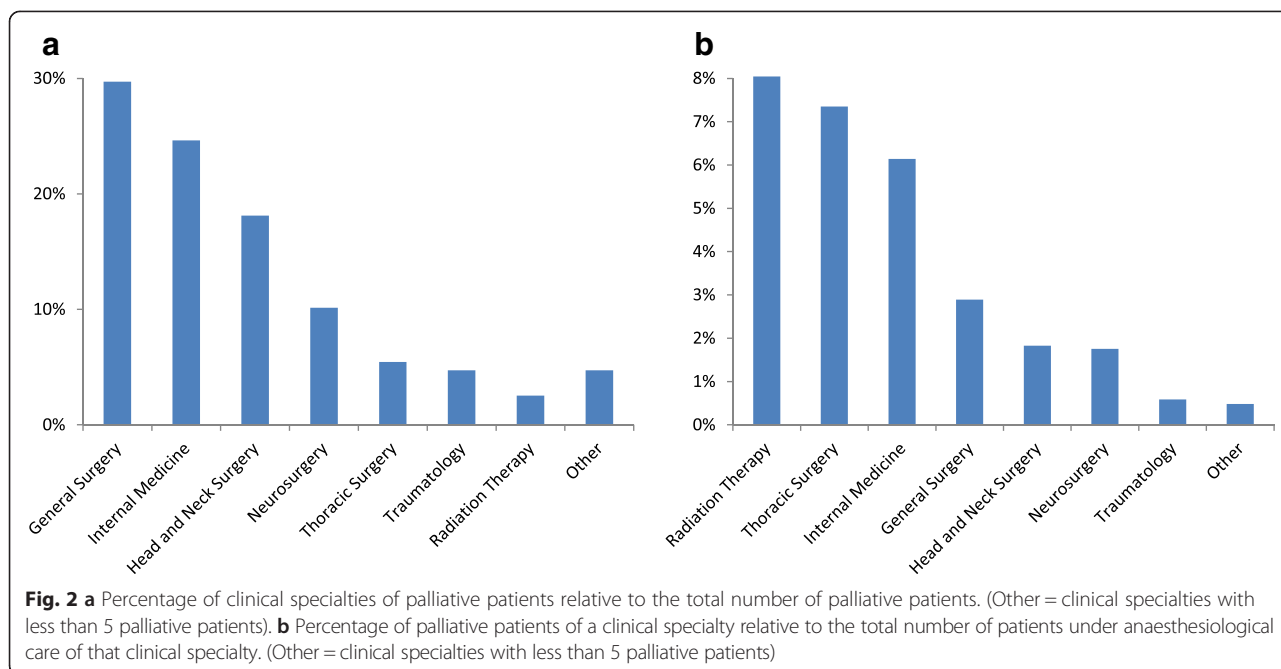 a
30%
20%
10%
0%
General Surgery
Internal Medicine
Head and Neck Surgery
Neurosurgery
Thoracic Surgery
Traumatology
Radiation Therapy
Other
b
8%
7%
6%
5%
4%
3%
2%
1%
0%
Radiation Therapy
Thoracic Surgery
Internal Medicine
General Surgery
Head and Neck Surgery
Neurosurgery
Traumatology
Other
Fig. 2 a Percentage of clinical specialties of palliative patients relative to the total number of palliative patients. (Other = clinical specialties with
less than 5 palliative patients). b Percentage of palliative patients of a clinical specialty relative to the total number of patients under anaesthesiological
care of that clinical specialty. (Other = clinical specialties with less than 5 palliative patients)